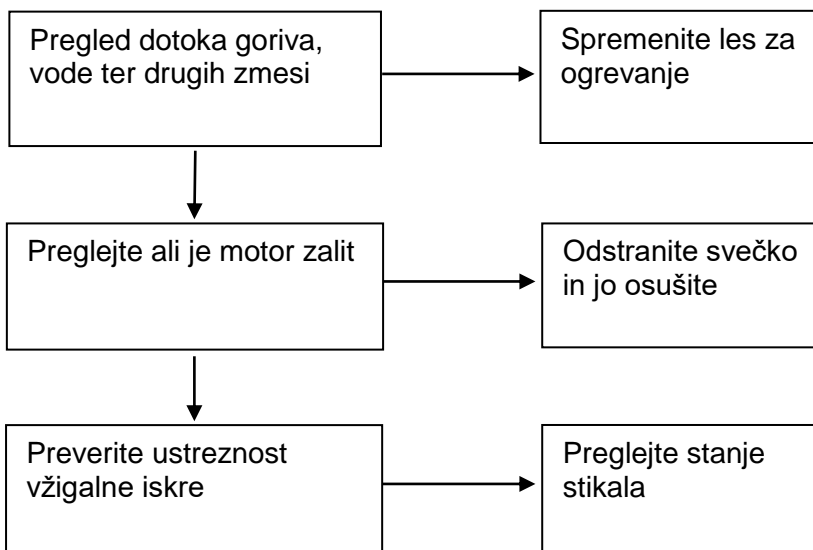 Pregled dotoka goriva,
vode ter drugih zmesi
Spremenite les za
ogrevanje
Preglejte ali je motor zalit
Odstranite svečko
in jo osušite
Preverite ustreznost
vžigalne iskre
Preglejte stanje
stikala